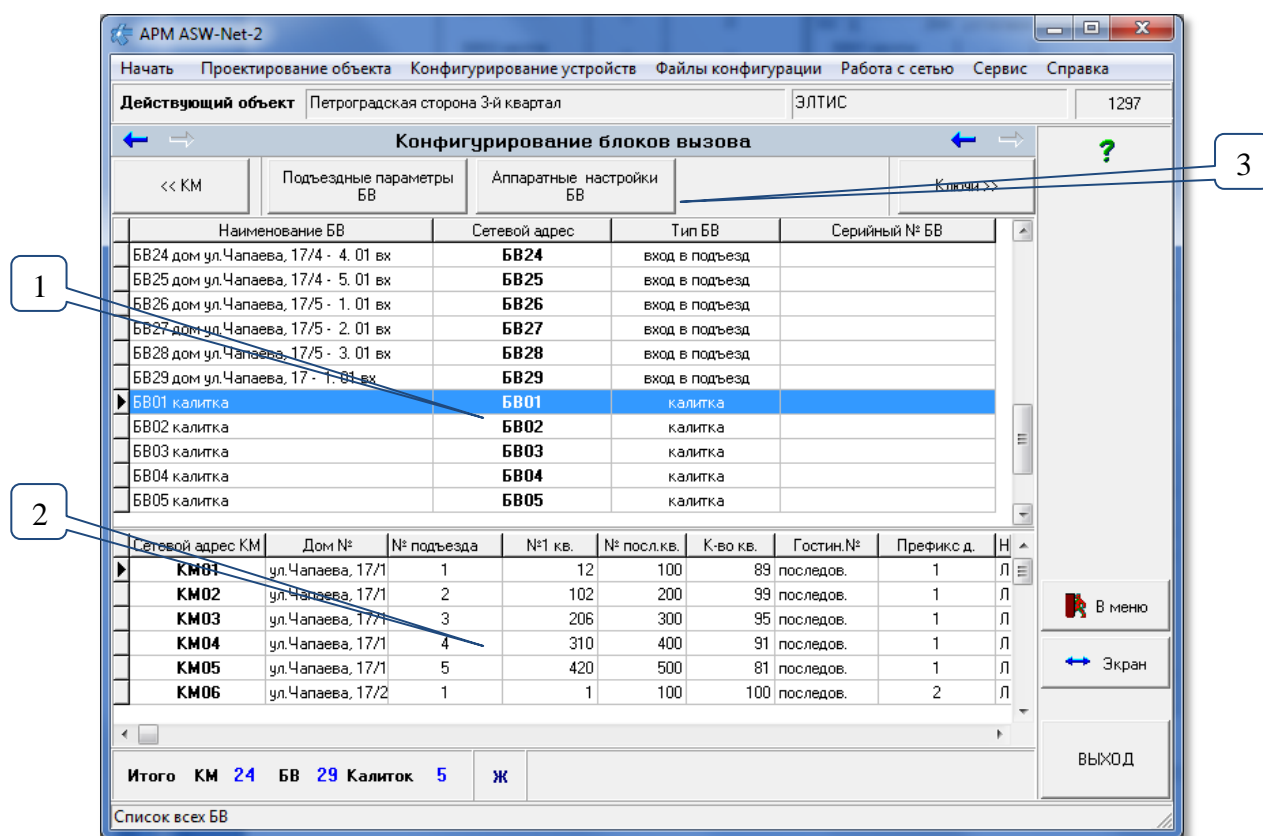 APM ASW-Net-2
Начать Проектирование объекта Конфигурирование устройств Файлы конфигурации Работа с сетью Сервис Справка
Действующий объект Петроградская сторона 3-й квартал ЭЛТИС 1297
Конфигурирование блоков вызова
?
3
<< КМ Подъездные параметры БВ Аппаратные настройки БВ Ключи >>
Наименование БВ Сетевой адрес Тип БВ Серийный № БВ
БВ24 дом ул.Чапаева, 17/4 - 4. 01 вх БВ24 вход в подъезд
1
БВ25 дом ул.Чапаева, 17/4 - 5. 01 вх БВ25 вход в подъезд
БВ26 дом ул.Чапаева, 17/5 - 1. 01 вх БВ26 вход в подъезд
БВ27 дом ул.Чапаева, 17/5 - 2. 01 вх БВ27 вход в подъезд
БВ28 дом ул.Чапаева, 17/5 - 3. 01 вх БВ28 вход в подъезд
БВ29 дом ул.Чапаева, 17 - 1. 01 вх БВ29 вход в подъезд
БВ01 калитка БВ01 калитка
БВ02 калитка БВ02 калитка
БВ03 калитка БВ03 калитка
БВ04 калитка БВ04 калитка
БВ05 калитка БВ05 калитка
2
Сетевой адрес КМ Дом № № подъезда №1 кв. № посл.кв. К-во кв. Гостин.№ Префикс д. Н
КМ01 ул.Чапаева, 17/1 1 12 100 89 последов. 1 Л
КМ02 ул.Чапаева, 17/1 2 102 200 99 последов. 1 Л
КМ03 ул.Чапаева, 17/1 3 206 300 95 последов. 1 Л
КМ04 ул.Чапаева, 17/1 4 310 400 91 последов. 1 Л
КМ05 ул.Чапаева, 17/1 5 420 500 81 последов. 1 Л
КМ06 ул.Чапаева, 17/2 1 1 100 100 последов. 2 Л
В меню
Экран
ВЫХОД
Итого КМ 24 БВ 29 Калиток 5 Ж
Список всех БВ